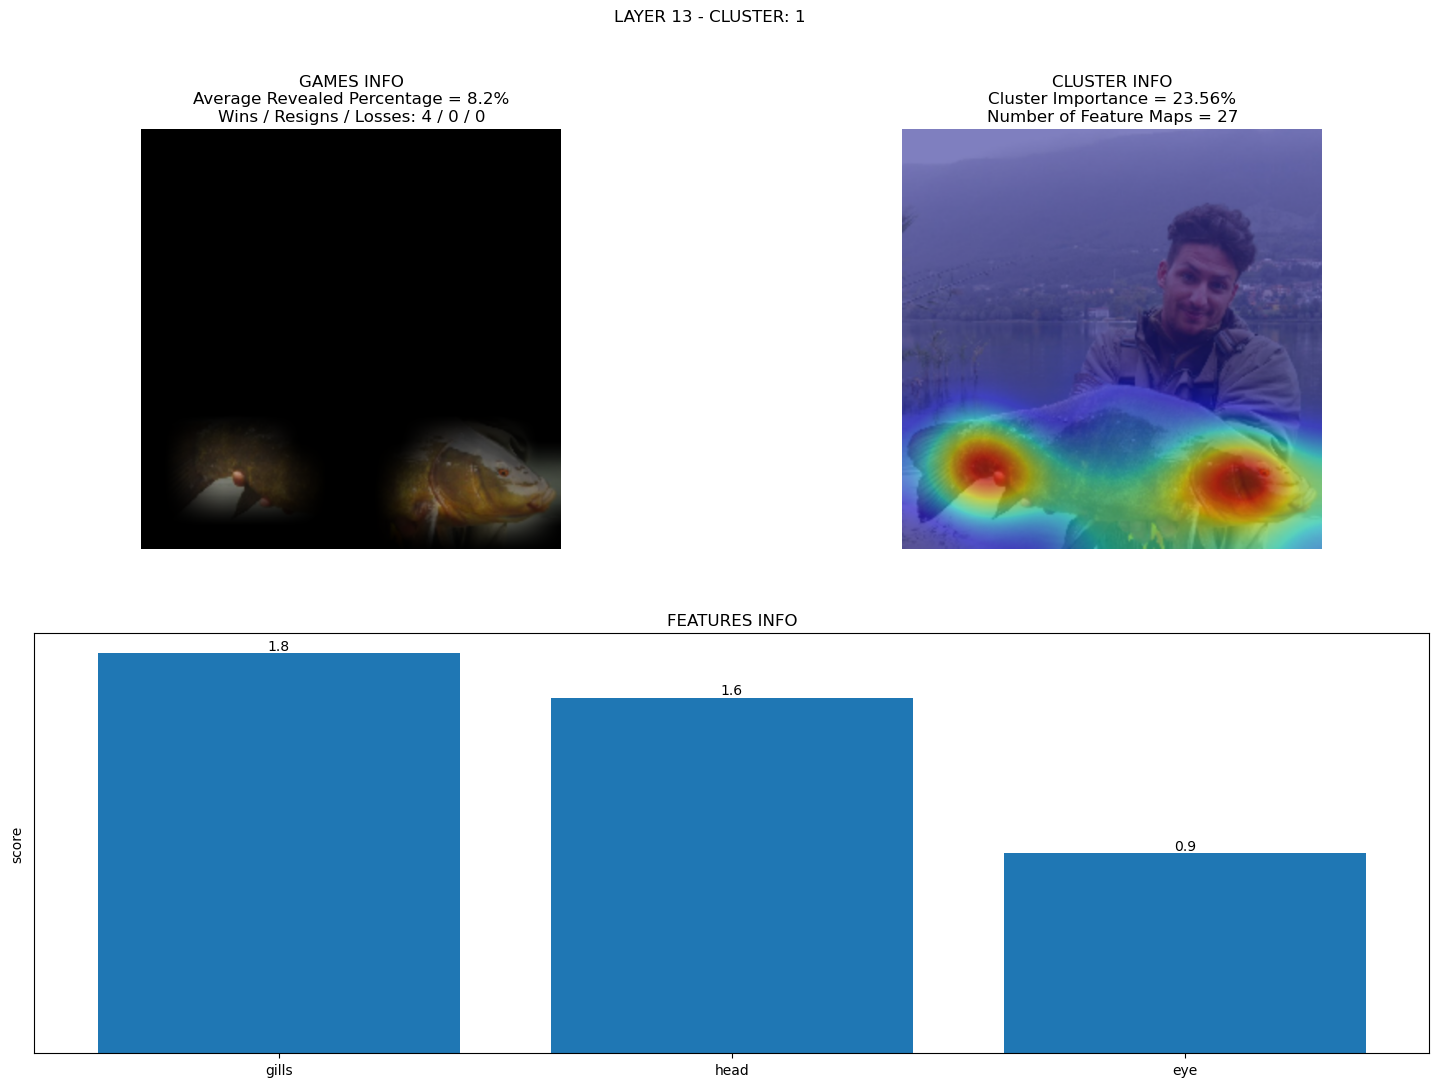 LAYER 13 - CLUSTER: 1
GAMES INFO
Average Revealed Percentage = 8.2%
Wins / Resigns / Losses: 4 / 0 / 0
CLUSTER INFO
Cluster Importance = 23.56%
Number of Feature Maps = 27
FEATURES INFO
1.8
1.6
0.9
score
gills
head
eye